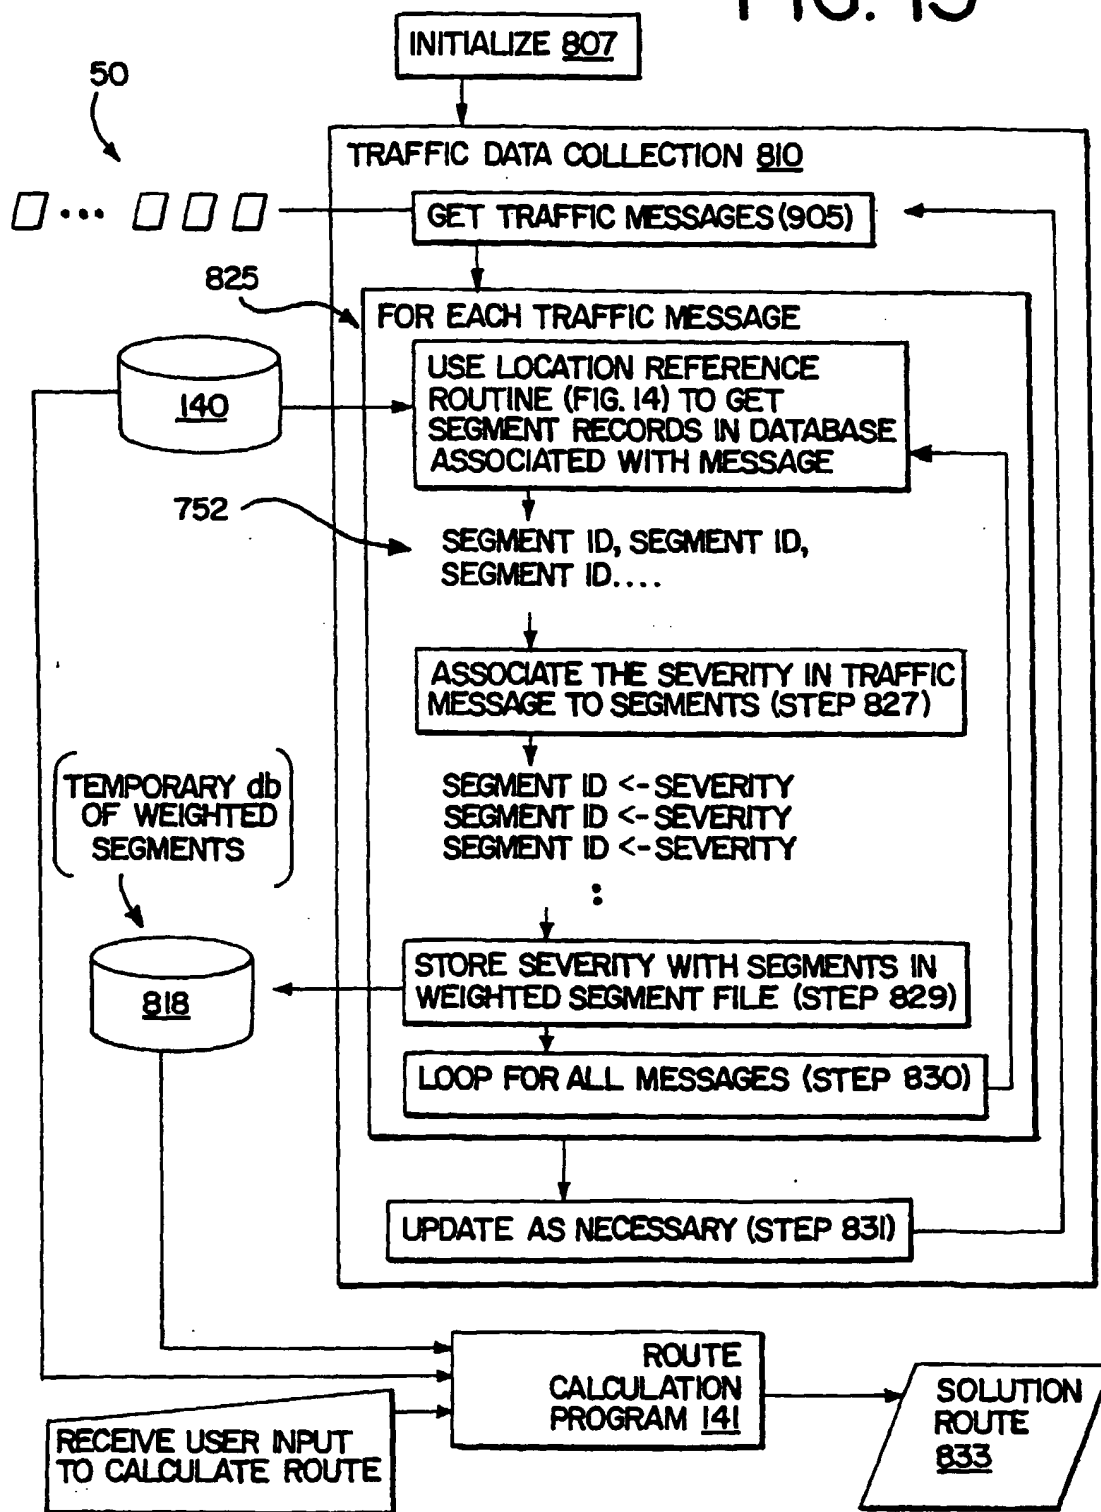 FIG. 15
INITIALIZE 807
50
TRAFFIC DATA COLLECTION 810
GET TRAFFIC MESSAGES (905)
825
FOR EACH TRAFFIC MESSAGE
USE LOCATION REFERENCE
ROUTINE (FIG. 14) TO GET
SEGMENT RECORDS IN DATABASE
ASSOCIATED WITH MESSAGE
140
752
SEGMENT ID, SEGMENT ID,
SEGMENT ID....
ASSOCIATE THE SEVERITY IN TRAFFIC
MESSAGE TO SEGMENTS (STEP 827)
(TEMPORARY db
OF WEIGHTED
SEGMENTS)
SEGMENT ID <-SEVERITY
SEGMENT ID <-SEVERITY
SEGMENT ID <-SEVERITY
:
818
STORE SEVERITY WITH SEGMENTS IN
WEIGHTED SEGMENT FILE (STEP 829)
LOOP FOR ALL MESSAGES (STEP 830)
UPDATE AS NECESSARY (STEP 831)
ROUTE
CALCULATION
PROGRAM 141
RECEIVE USER INPUT
TO CALCULATE ROUTE
SOLUTION
ROUTE
833